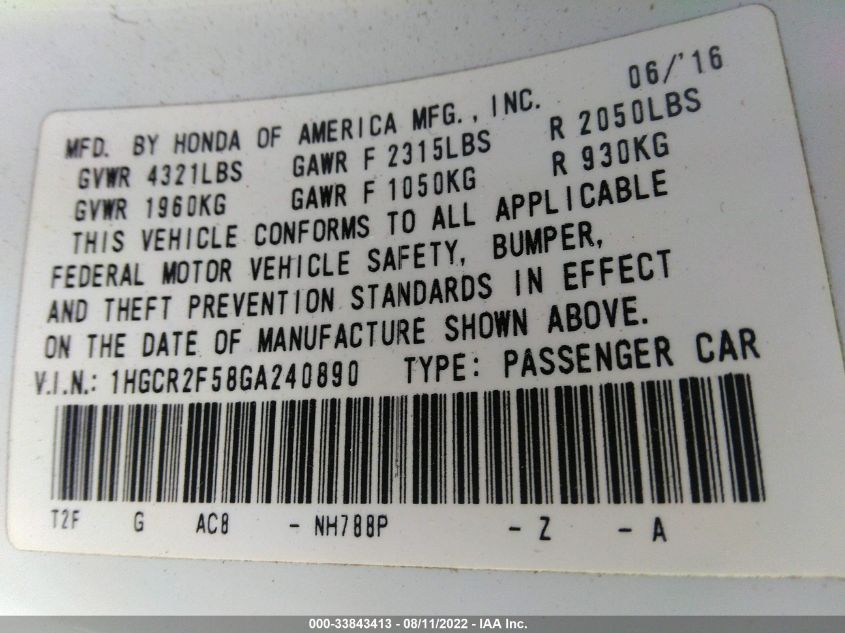 06/'16
MFD. BY HONDA OF AMERICA MFG., INC.
GVWR 4321LBS GAWR F 2315LBS R 2050LBS
GVWR 1960KG GAWR F 1050KG R 930KG
THIS VEHICLE CONFORMS TO ALL APPLICABLE
FEDERAL MOTOR VEHICLE SAFETY, BUMPER,
AND THEFT PREVENTION STANDARDS IN EFFECT
ON THE DATE OF MANUFACTURE SHOWN ABOVE.
V.I.N.: 1HGCR2F58GA240890 TYPE: PASSENGER CAR
T2F G AC8 - NH788P - Z - A
000-33843413 - 08/11/2022 - IAA Inc.